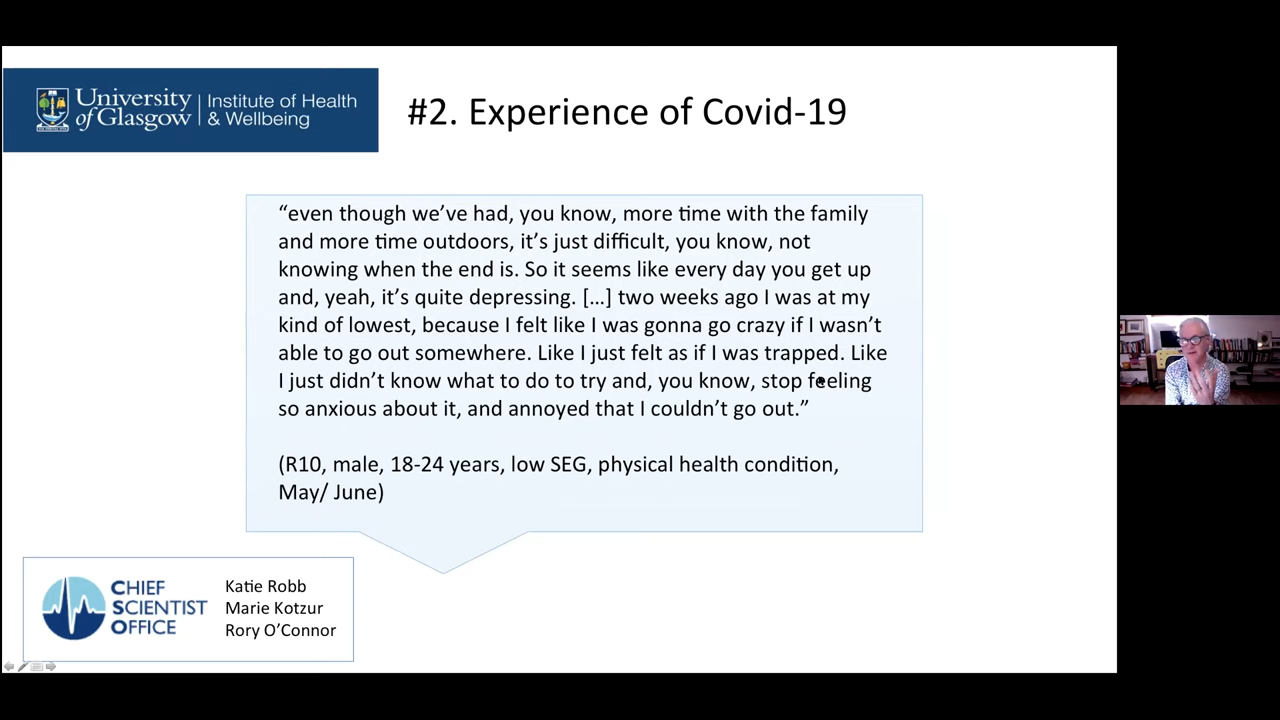 University of Glasgow
Institute of Health & Wellbeing
#2. Experience of Covid-19
“even though we’ve had, you know, more time with the family
and more time outdoors, it’s just difficult, you know, not
knowing when the end is. So it seems like every day you get up
and, yeah, it’s quite depressing. […] two weeks ago I was at my
kind of lowest, because I felt like I was gonna go crazy if I wasn’t
able to go out somewhere. Like I just felt as if I was trapped. Like
I just didn’t know what to do to try and, you know, stop feeling
so anxious about it, and annoyed that I couldn’t go out.”
(R10, male, 18-24 years, low SEG, physical health condition,
May/ June)
CHIEF
SCIENTIST
OFFICE
Katie Robb
Marie Kotzur
Rory O’Connor